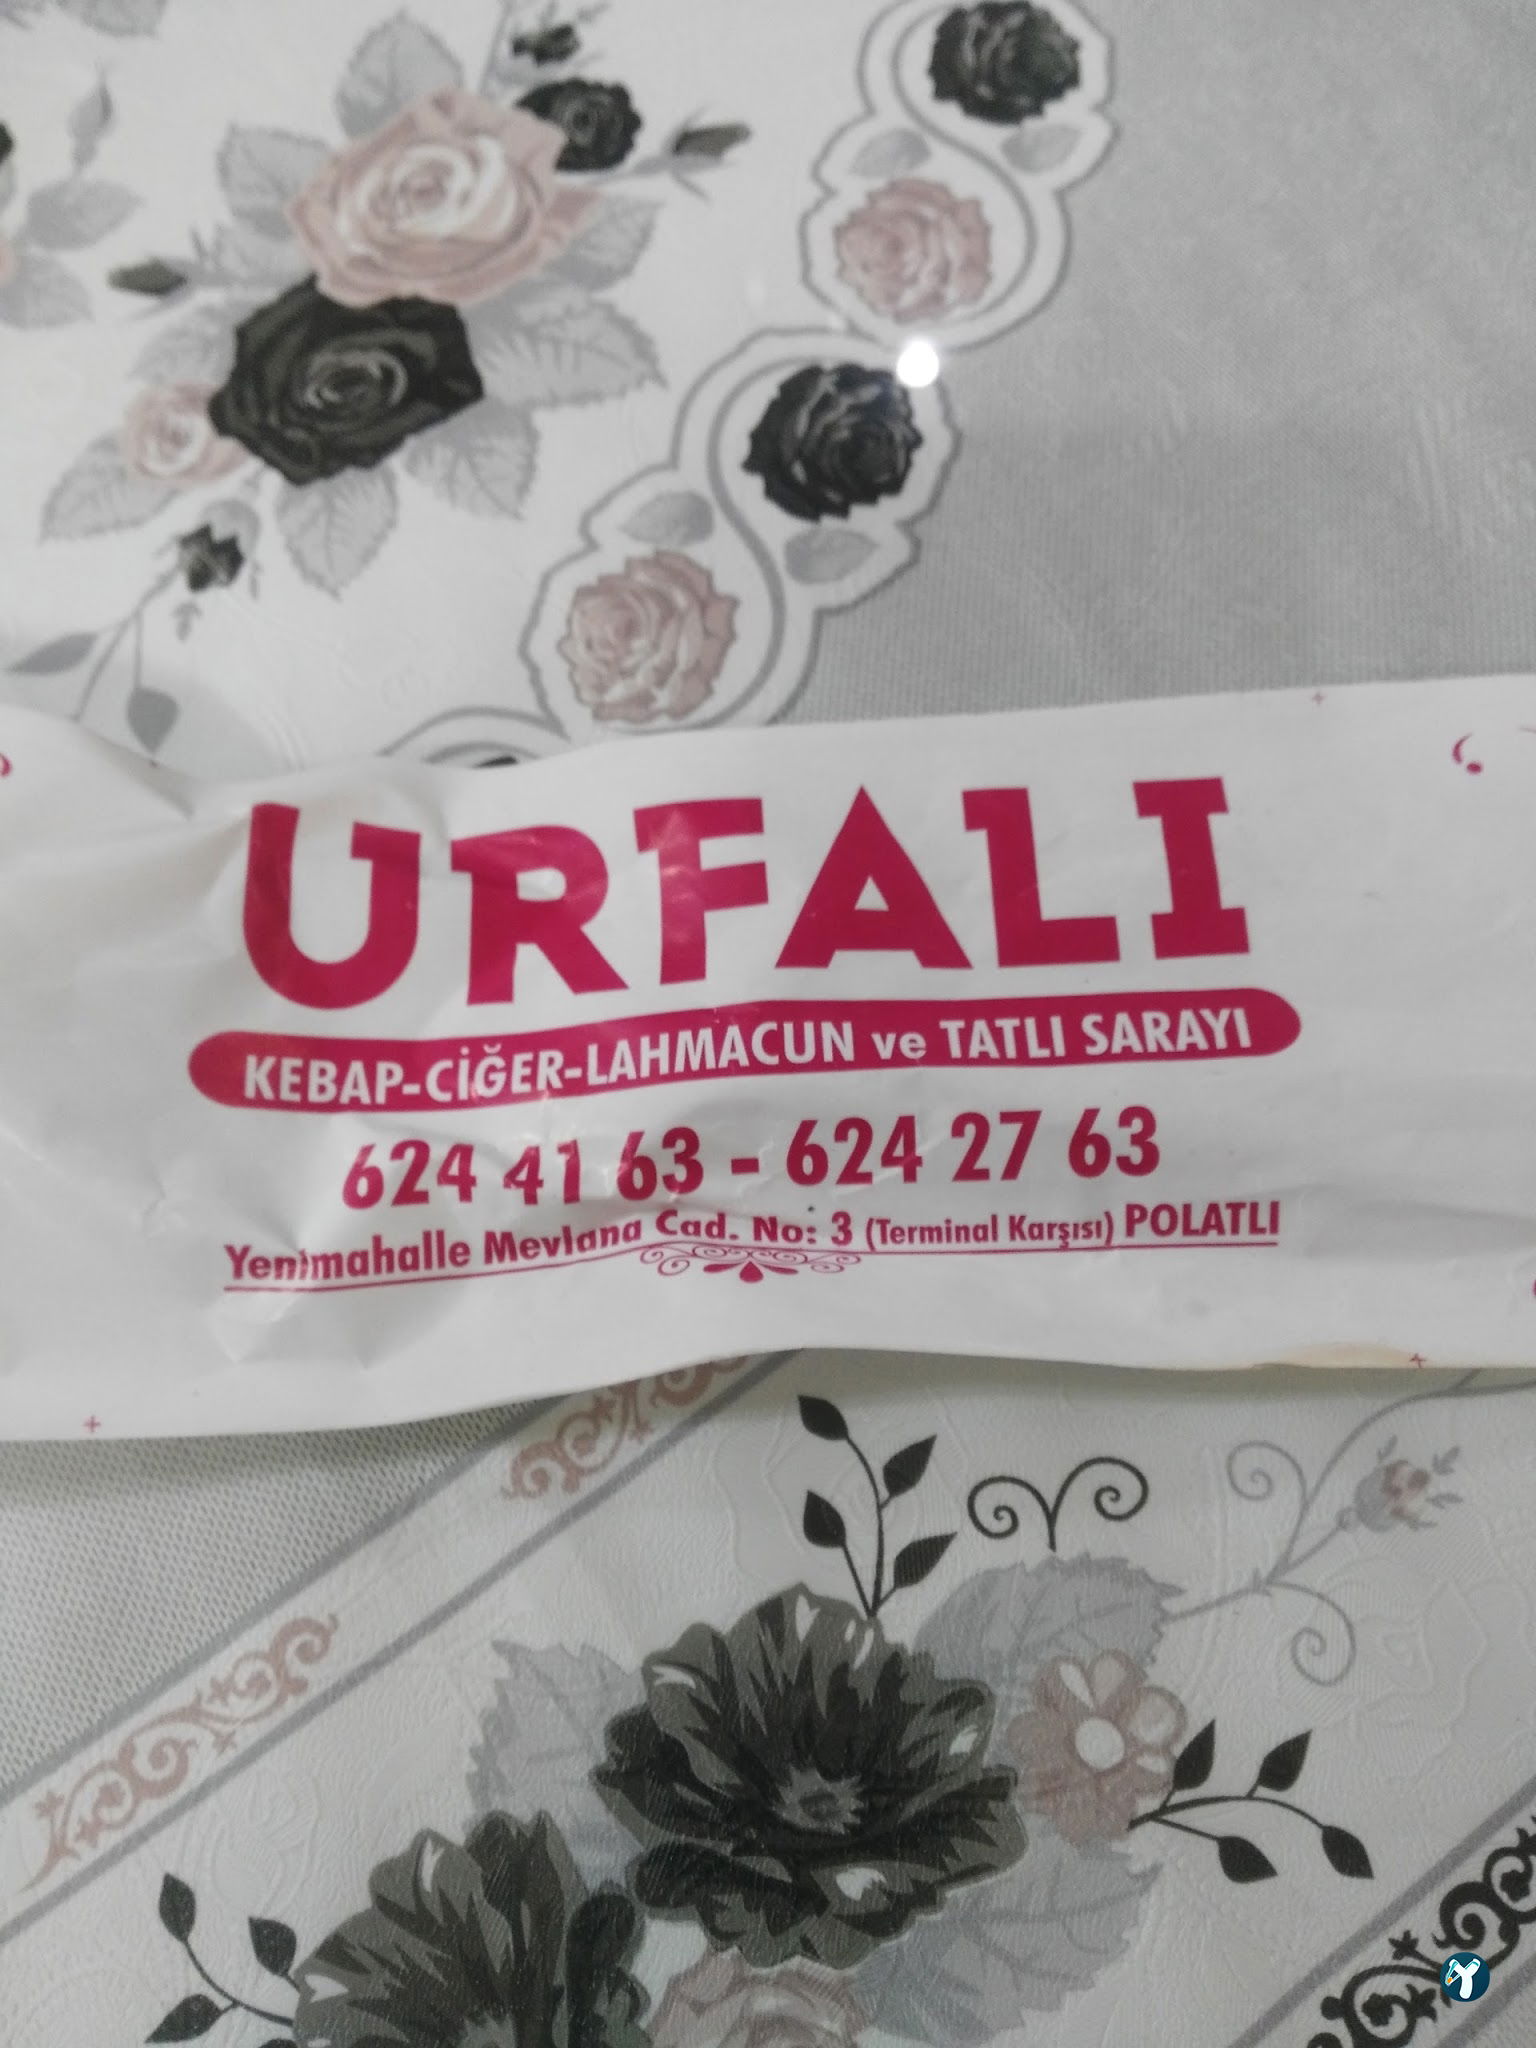 URFALI
KEBAP-CİĞER-LAHMACUN ve TATLI SARAYI
624 41 63 - 624 27 63
Yenimahalle Mevlana Cad. No: 3 (Terminal Karşısı) POLATLI